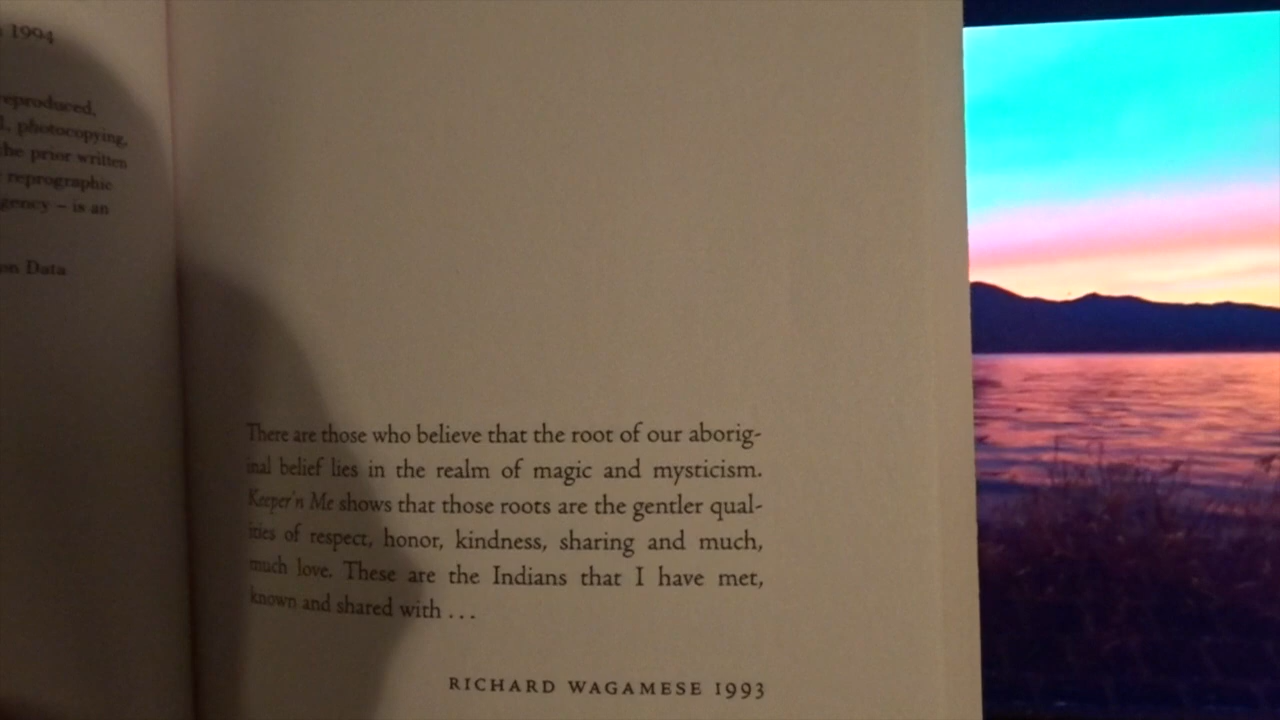 1994
reproduced,
photocopying,
the prior written
reprographic
gency – is an
on Data
There are those who believe that the root of our aborig-
inal belief lies in the realm of magic and mysticism.
Keeper'n Me shows that those roots are the gentler qual-
ities of respect, honor, kindness, sharing and much,
much love. These are the Indians that I have met,
known and shared with . . .
RICHARD WAGAMESE 1993